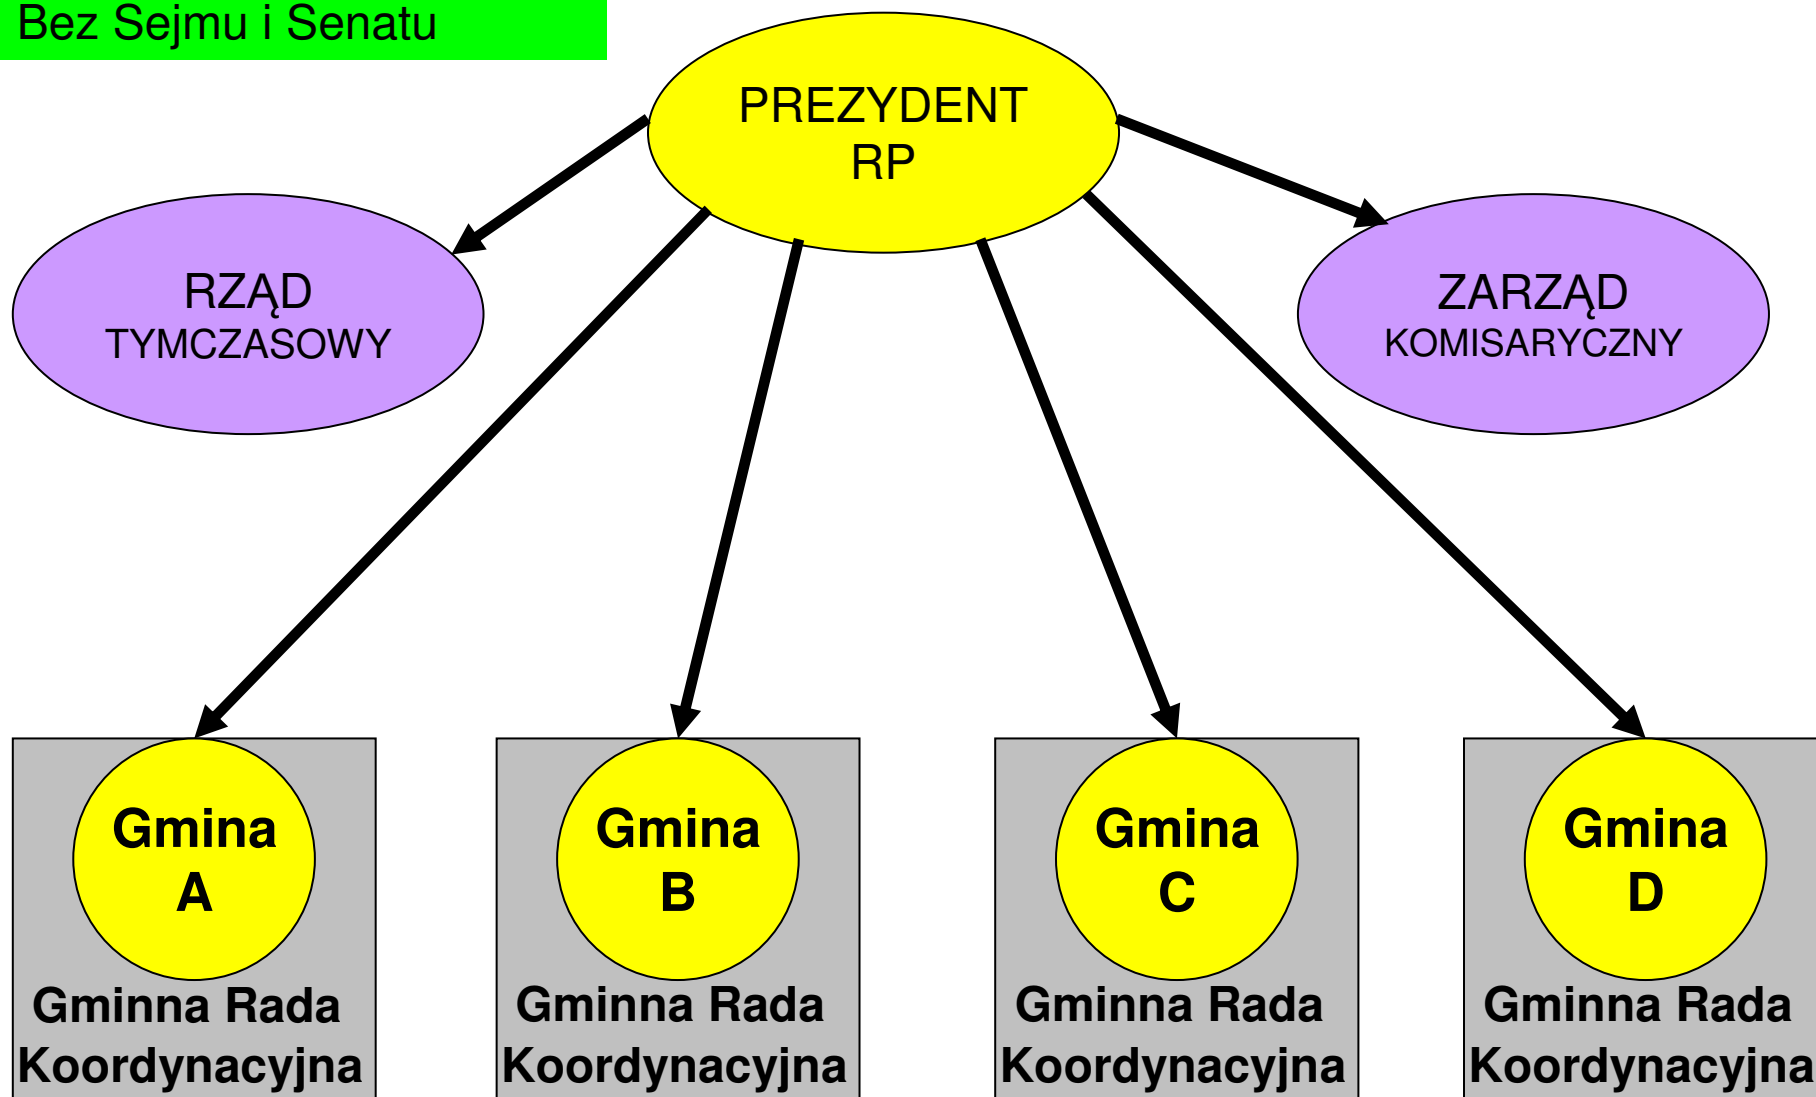 Bez Sejmu i Senatu
PREZYDENT
RP
RZĄD
TYMCZASOWY
ZARZĄD
KOMISARYCZNY
Gmina
A
Gminna Rada
Koordynacyjna
Gmina
B
Gminna Rada
Koordynacyjna
Gmina
C
Gminna Rada
Koordynacyjna
Gmina
D
Gminna Rada
Koordynacyjna